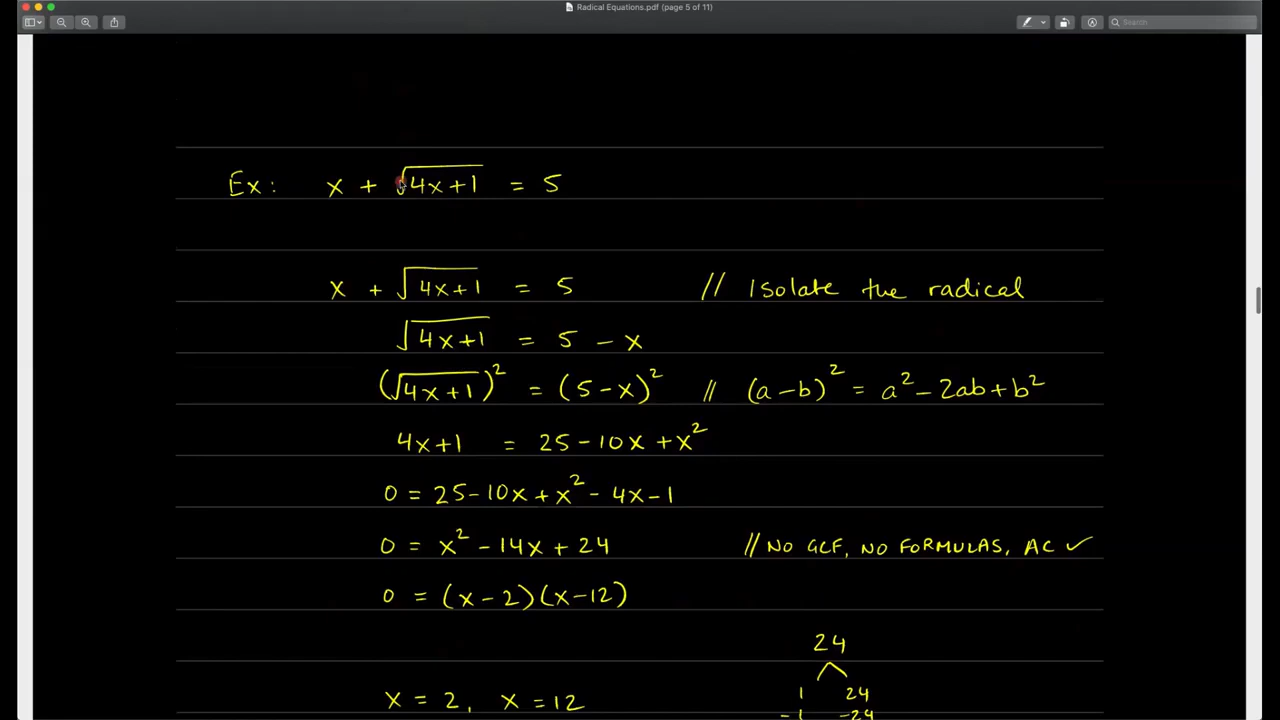 Radical Equations.pdf (page 5 of 11)
Search
Ex: x + √(4x+1) = 5
x + √(4x+1) = 5 // Isolate the radical
√(4x+1) = 5 - x
(√(4x+1))² = (5-x)² // (a-b)² = a² - 2ab + b²
4x+1 = 25 - 10x + x²
0 = 25 - 10x + x² - 4x - 1
0 = x² - 14x + 24 // NO GCF, NO FORMULAS, AC ✓
0 = (x-2)(x-12)
24
x = 2, x = 12
1 24
-1 -24